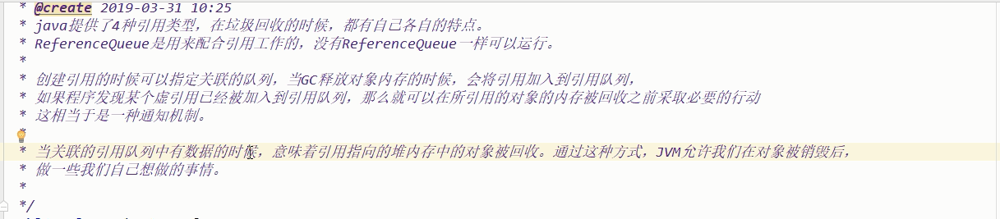 * @create 2019-03-31 10:25
* java提供了4种引用类型，在垃圾回收的时候，都有自己各自的特点。
* ReferenceQueue是用来配合引用工作的，没有ReferenceQueue一样可以运行。
*
* 创建引用的时候可以指定关联的队列，当GC释放对象内存的时候，会将引用加入到引用队列，
* 如果程序发现某个虚引用已经被加入到引用队列，那么就可以在所引用的对象的内存被回收之前采取必要的行动
* 这相当于是一种通知机制。
*
* 当关联的引用队列中有数据的时候，意味着引用指向的堆内存中的对象被回收。通过这种方式，JVM允许我们在对象被销毁后，
* 做一些我们自己想做的事情。
*
*/